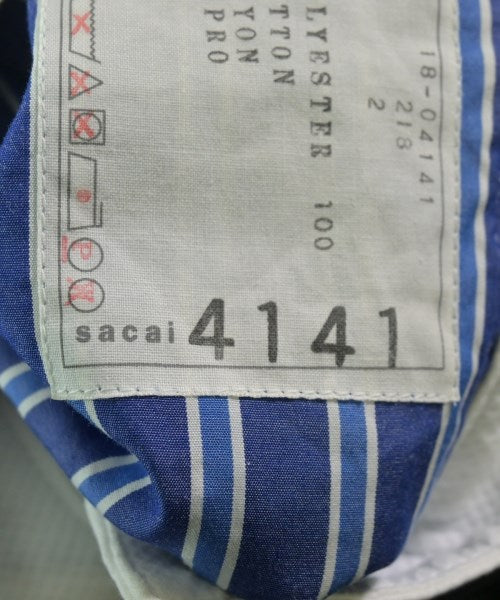 18-04141
218
2
LYESTER 100
TTON
YON
PRO
P
sacai 4141